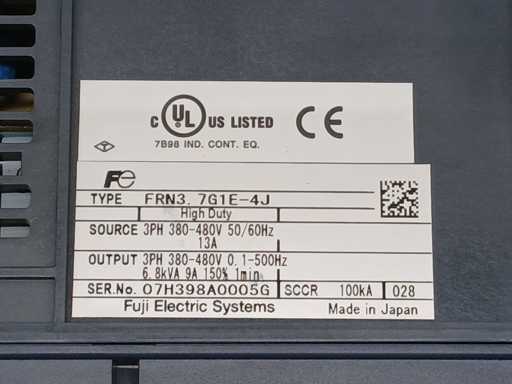 C UL US LISTED CE
7B98 IND. CONT. EQ.
Fe
TYPE FRN3.7G1E-4J
High Duty
SOURCE 3PH 380-480V 50/60Hz
13A
OUTPUT 3PH 380-480V 0.1-500Hz
6.8kVA 9A 150% 1min
SER.No. 07H398A0005G SCCR 100kA 028
Fuji Electric Systems Made in Japan